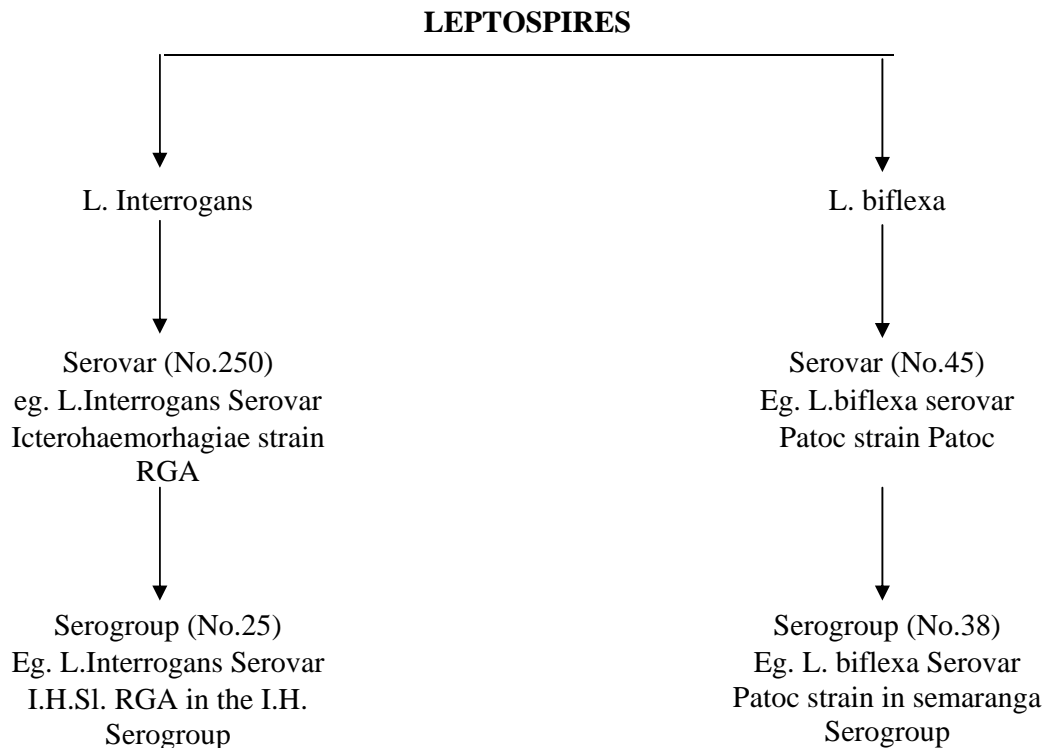 LEPTOSPIRES
L. Interrogans
L. biflexa
Serovar (No.250)
eg. L.Interrogans Serovar
Icterohaemorhagiae strain
RGA
Serovar (No.45)
Eg. L.biflexa serovar
Patoc strain Patoc
Serogroup (No.25)
Eg. L.Interrogans Serovar
I.H.Sl. RGA in the I.H.
Serogroup
Serogroup (No.38)
Eg. L. biflexa Serovar
Patoc strain in semaranga
Serogroup